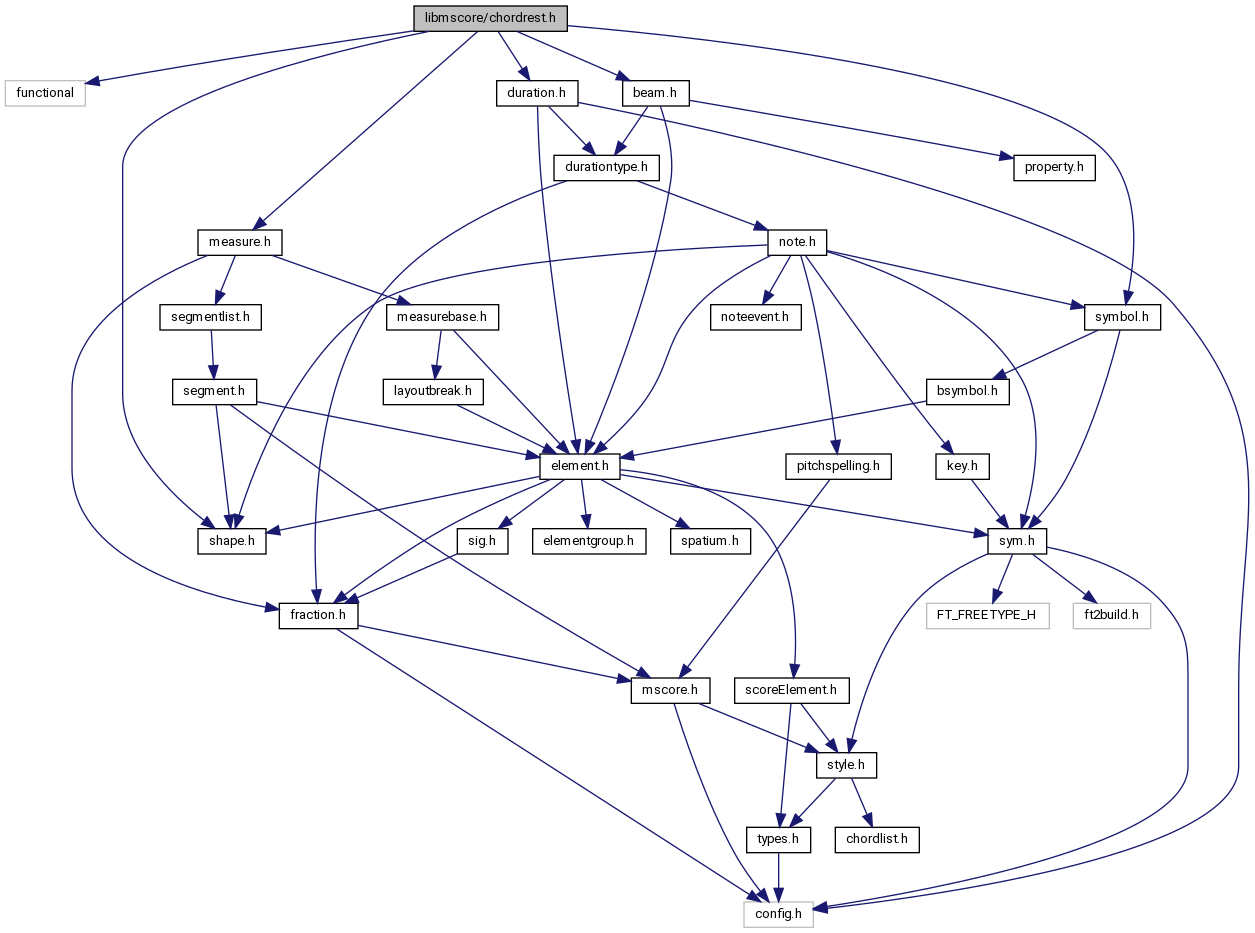 libmscore/chordrest.h
functional
duration.h
beam.h
durationtype.h
property.h
measure.h
note.h
segmentlist.h
measurebase.h
noteevent.h
symbol.h
segment.h
layoutbreak.h
bsymbol.h
element.h
pitchspelling.h
key.h
shape.h
sig.h
elementgroup.h
spatium.h
sym.h
fraction.h
FT_FREETYPE_H
ft2build.h
mscore.h
scoreElement.h
style.h
types.h
chordlist.h
config.h